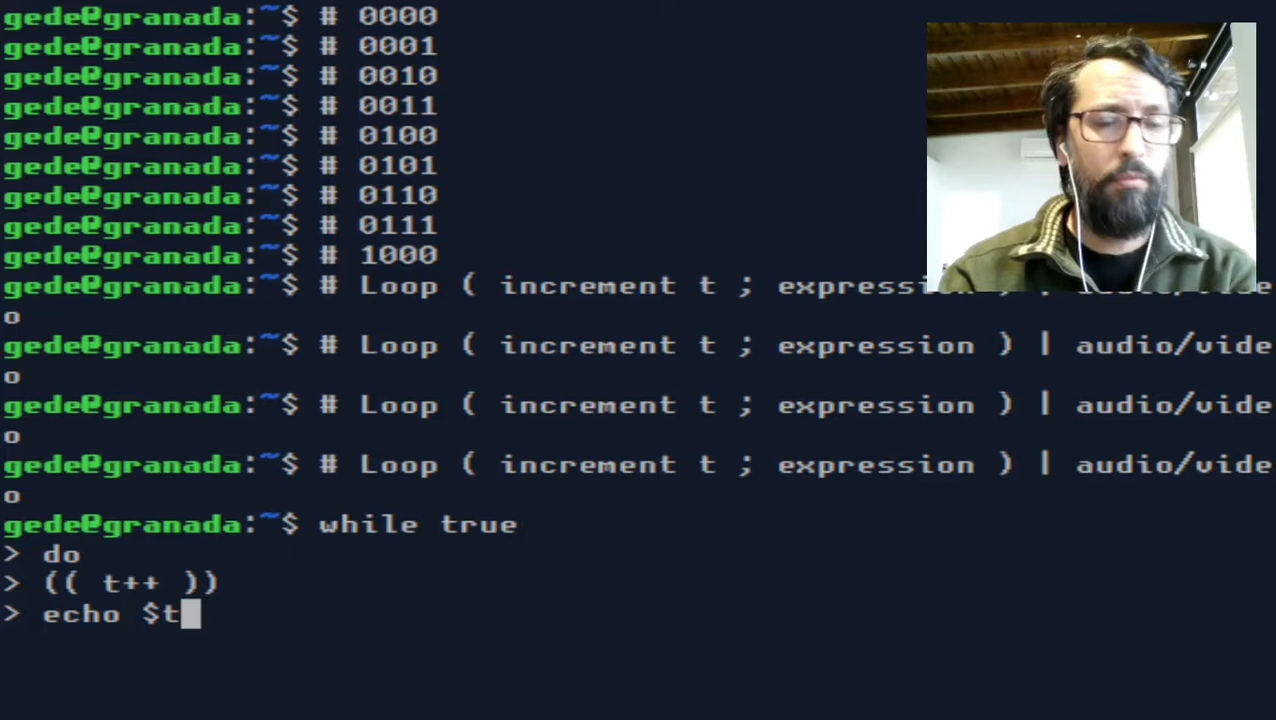 gede@granada:~$ # 0000
gede@granada:~$ # 0001
gede@granada:~$ # 0010
gede@granada:~$ # 0011
gede@granada:~$ # 0100
gede@granada:~$ # 0101
gede@granada:~$ # 0110
gede@granada:~$ # 0111
gede@granada:~$ # 1000
gede@granada:~$ # Loop ( increment t ; expressi
o
gede@granada:~$ # Loop ( increment t ; expression ) | audio/vide
o
gede@granada:~$ # Loop ( increment t ; expression ) | audio/vide
o
gede@granada:~$ # Loop ( increment t ; expression ) | audio/vide
o
gede@granada:~$ while true
> do
> (( t++ ))
> echo $t